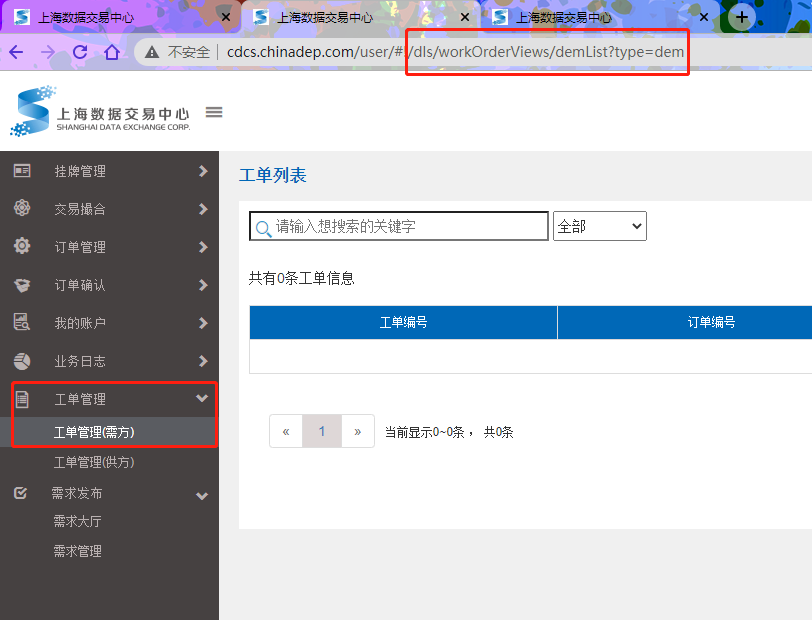 上海数据交易中心
上海数据交易中心
上海数据交易中心
不安全 cdcs.chinadep.com/user/#!/dls/workOrderViews/demList?type=dem
上海数据交易中心
SHANGHAI DATA EXCHANGE CORP.
挂牌管理
交易撮合
订单管理
订单确认
我的账户
业务日志
工单管理
工单管理(需方)
工单管理(供方)
需求发布
需求大厅
需求管理
工单列表
请输入想搜索的关键字 全部
共有0条工单信息
工单编号 订单编号
« 1 » 当前显示0~0条， 共0条